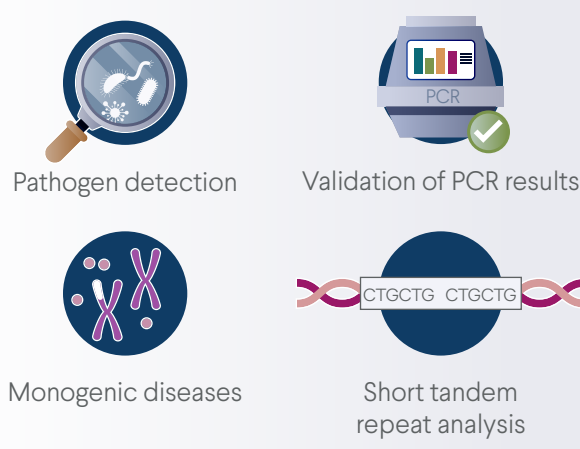 PCR
Pathogen detection
Validation of PCR results
CTGCTG CTGCTG
Monogenic diseases
Short tandem
repeat analysis